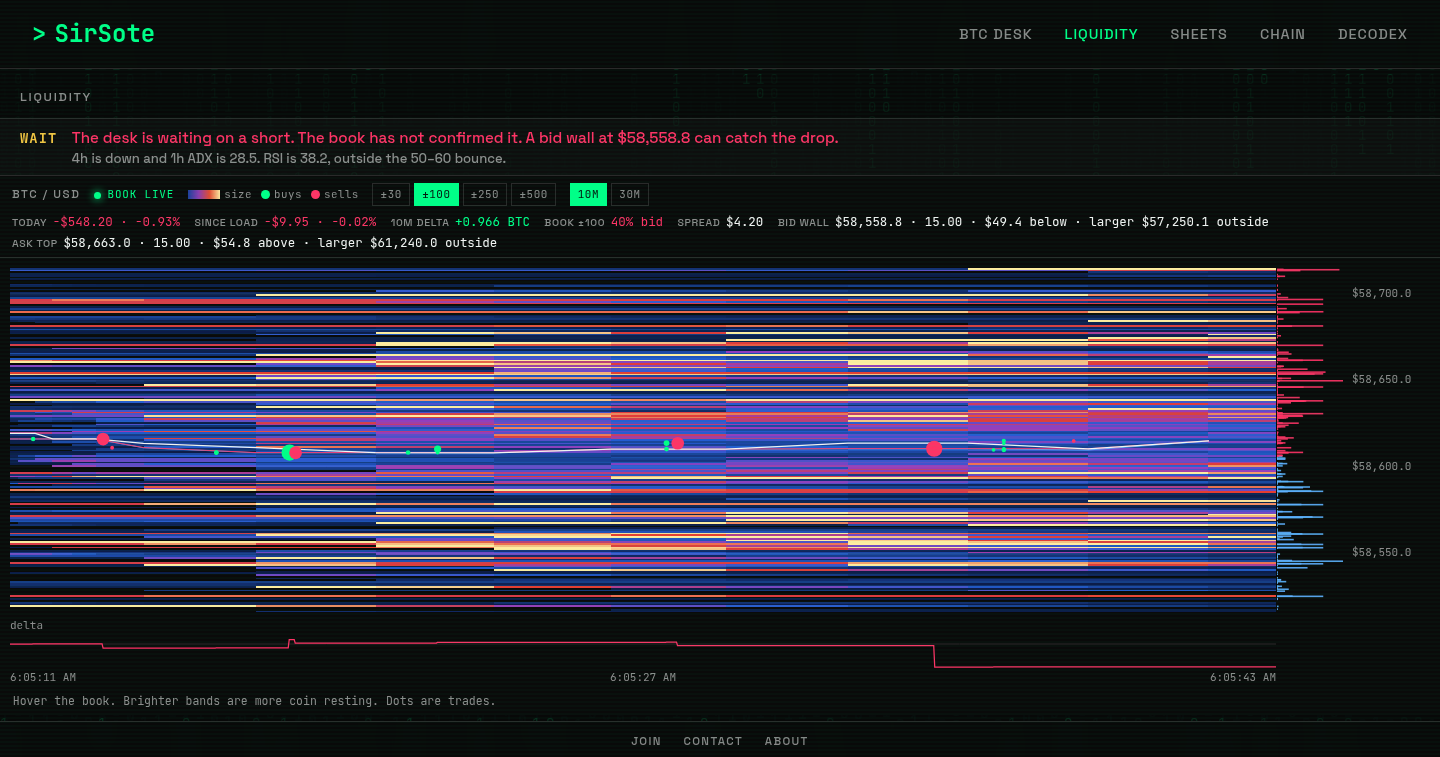 > SirSote
BTC DESK LIQUIDITY SHEETS CHAIN DECODEX
LIQUIDITY
WAIT The desk is waiting on a short. The book has not confirmed it. A bid wall at $58,558.8 can catch the drop.
4h is down and 1h ADX is 28.5. RSI is 38.2, outside the 50–60 bounce.
BTC / USD BOOK LIVE size buys sells ±30 ±100 ±250 ±500 10M 30M
TODAY -$548.20 · -0.93% SINCE LOAD -$9.95 · -0.02% 10M DELTA +0.966 BTC BOOK ±100 40% bid SPREAD $4.20 BID WALL $58,558.8 · 15.00 · $49.4 below · larger $57,250.1 outside
ASK TOP $58,663.0 · 15.00 · $54.8 above · larger $61,240.0 outside
$58,700.0
$58,650.0
$58,600.0
$58,550.0
delta
6:05:11 AM 6:05:27 AM 6:05:43 AM
Hover the book. Brighter bands are more coin resting. Dots are trades.
JOIN CONTACT ABOUT